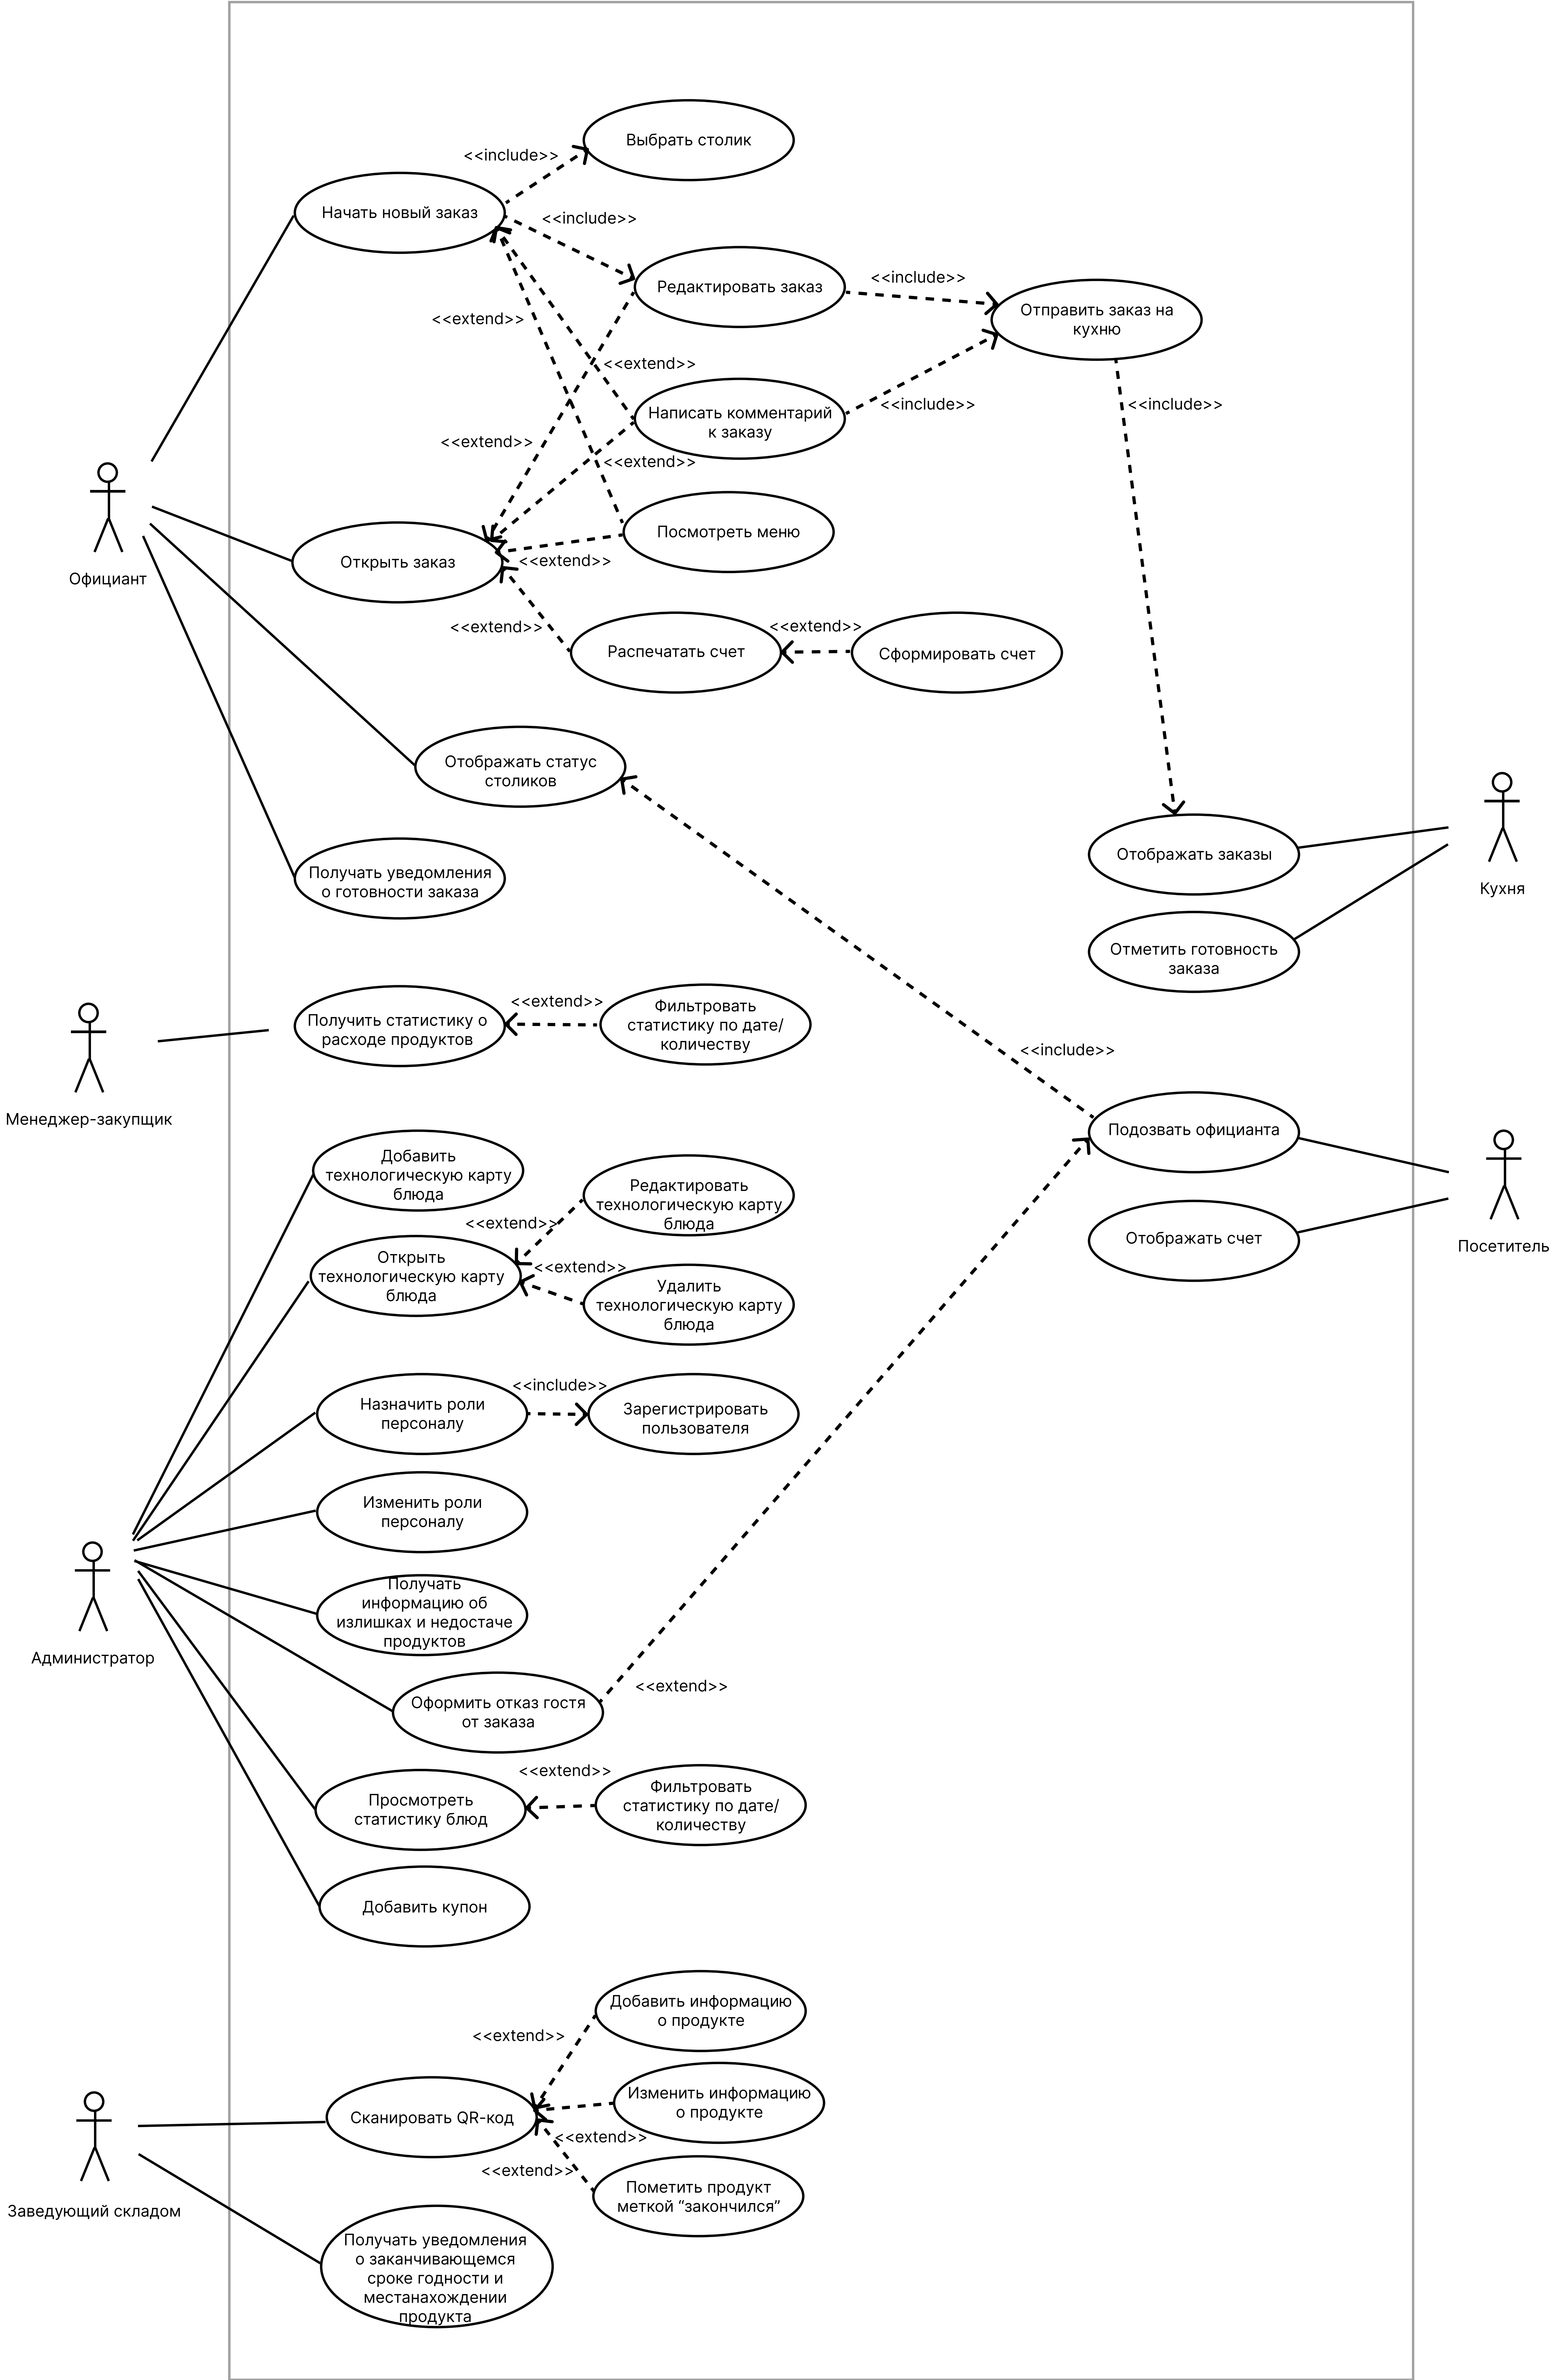 Выбрать столик
<<include>>
Начать новый заказ
<<include>>
Редактировать заказ
<<include>>
Отправить заказ на
кухню
<<extend>>
<<extend>>
Написать комментарий
к заказу
<<include>>
<<include>>
<<extend>>
<<extend>>
Посмотреть меню
Открыть заказ
<<extend>>
Официант
<<extend>>
<<extend>>
Распечатать счет
Сформировать счет
Отображать статус
столиков
Отображать заказы
Кухня
Получать уведомления
о готовности заказа
Отметить готовность
заказа
<<extend>>
Получить статистику о
расходе продуктов
Фильтровать
статистику по дате/
количеству
<<include>>
Менеджер-закупщик
Подозвать официанта
Добавить
технологическую карту
блюда
Редактировать
технологическую карту
блюда
<<extend>>
Отображать счет
Посетитель
Открыть
технологическую карту
блюда
<<extend>>
Удалить
технологическую карту
блюда
<<include>>
Назначить роли
персоналу
Зарегистрировать
пользователя
Изменить роли
персоналу
Получать
информацию об
излишках и недостаче
продуктов
Администратор
<<extend>>
Оформить отказ гостя
от заказа
<<extend>>
Просмотреть
статистику блюд
Фильтровать
статистику по дате/
количеству
Добавить купон
Добавить информацию
о продукте
<<extend>>
Изменить информацию
о продукте
Сканировать QR-код
<<extend>>
<<extend>>
Пометить продукт
меткой “закончился”
Заведующий складом
Получать уведомления
о заканчивающемся
сроке годности и
местанахождении
продукта